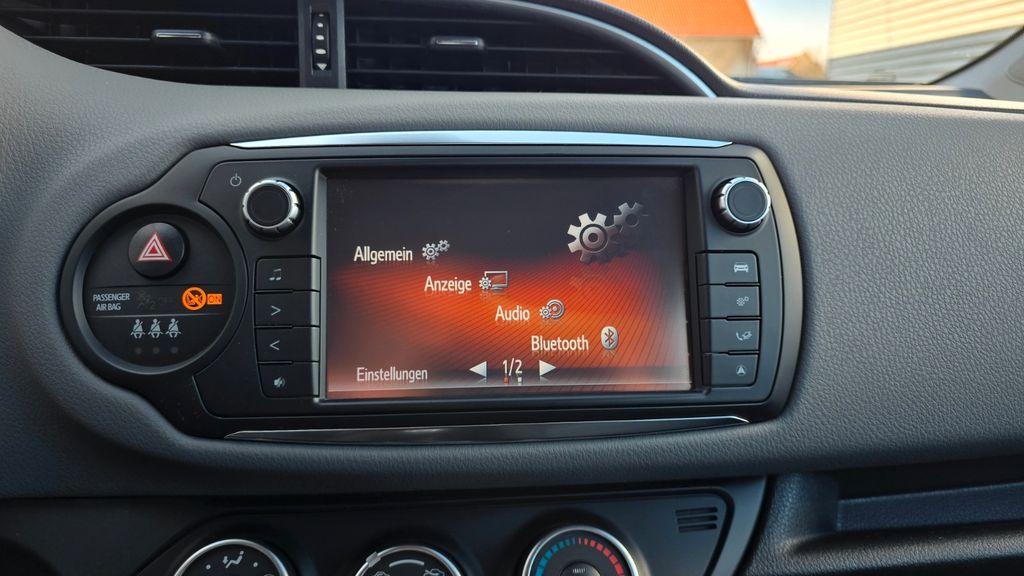 PASSENGER
AIR BAG
ON
Allgemein
Anzeige
Audio
Bluetooth
Einstellungen
1/2